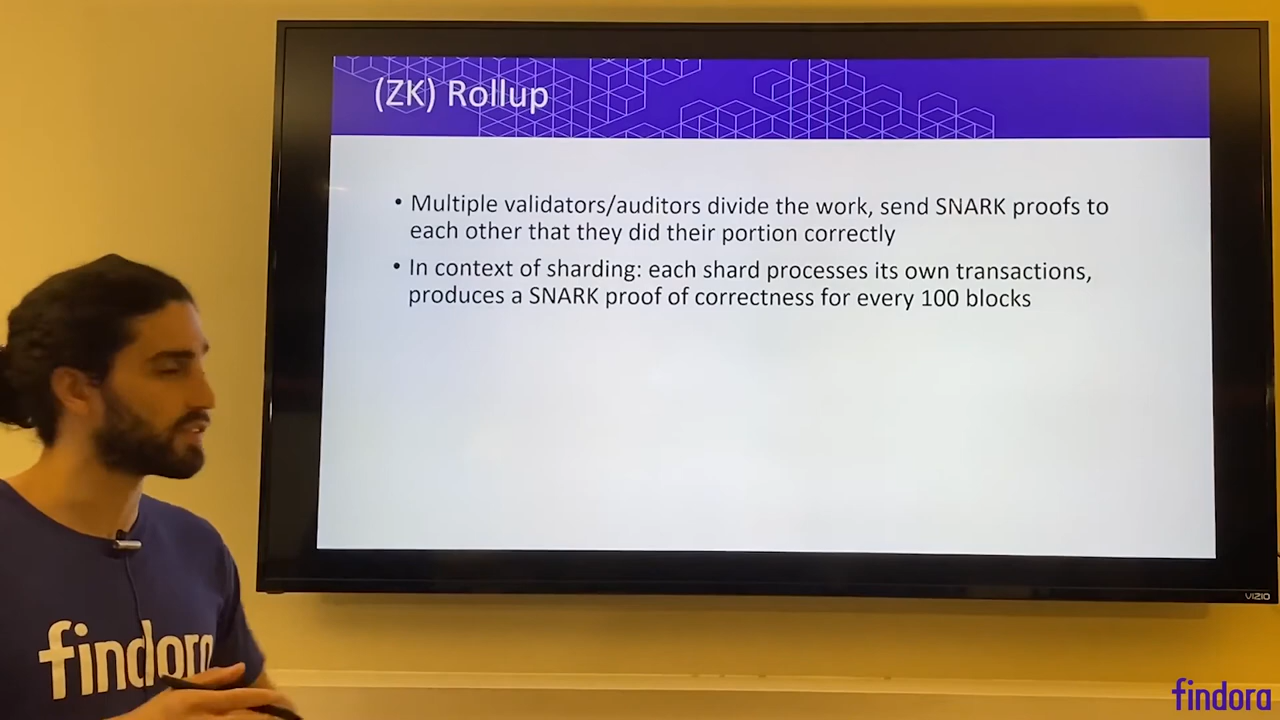 (ZK) Rollup
• Multiple validators/auditors divide the work, send SNARK proofs to
each other that they did their portion correctly
• In context of sharding: each shard processes its own transactions,
produces a SNARK proof of correctness for every 100 blocks
VIZIO
findora
findora